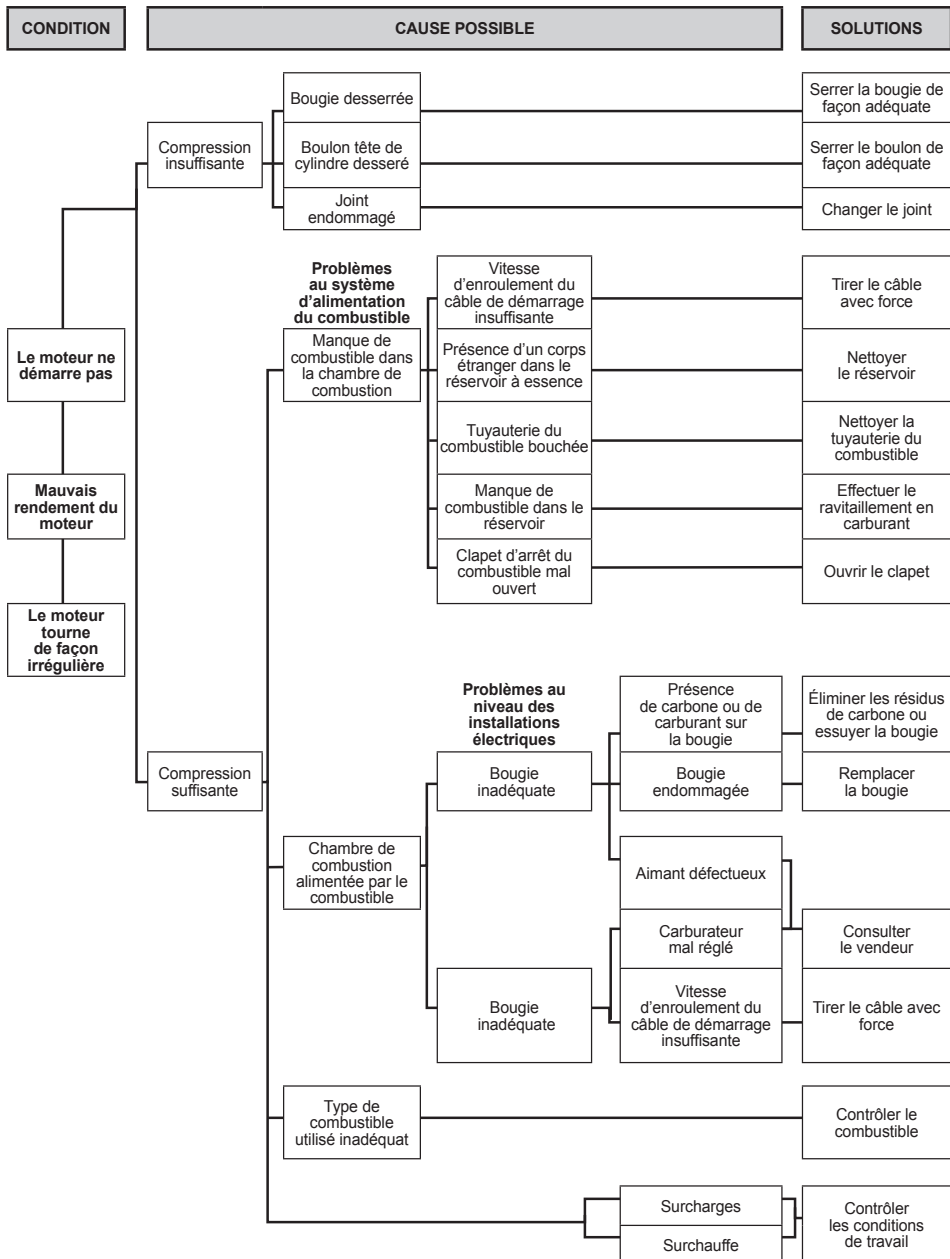 CONDITION
CAUSE POSSIBLE
SOLUTIONS
Bougie desserrée
Serrer la bougie de
façon adéquate
Compression
insuffisante
Boulon tête de
cylindre desseré
Serrer le boulon de
façon adéquate
Joint
endommagé
Changer le joint
Problèmes
au système
d'alimentation
du combustible
Vitesse
d'enroulement du
câble de démarrage
insuffisante
Tirer le câble
avec force
Le moteur ne
démarre pas
Manque de
combustible dans
la chambre de
combustion
Présence d'un corps
étranger dans le
réservoir à essence
Nettoyer
le réservoir
Tuyauterie du
combustible bouchée
Nettoyer la
tuyauterie du
combustible
Mauvais
rendement du
moteur
Manque de
combustible dans le
réservoir
Effectuer le
ravitaillement en
carburant
Clapet d'arrêt du
combustible mal
ouvert
Ouvrir le clapet
Le moteur
tourne
de façon
irrégulière
Problèmes au
niveau des
installations
électriques
Présence
de carbone ou de
carburant sur
la bougie
Éliminer les résidus
de carbone ou
essuyer la bougie
Compression
suffisante
Bougie
inadéquate
Bougie
endommagée
Remplacer
la bougie
Chambre de
combustion
alimentée par le
combustible
Aimant défectueux
Carburateur
mal réglé
Consulter
le vendeur
Bougie
inadéquate
Vitesse
d'enroulement du
câble de démarrage
insuffisante
Tirer le câble avec
force
Type de
combustible
utilisé inadéquat
Contrôler le
combustible
Surcharges
Surchauffe
Contrôler
les conditions
de travail